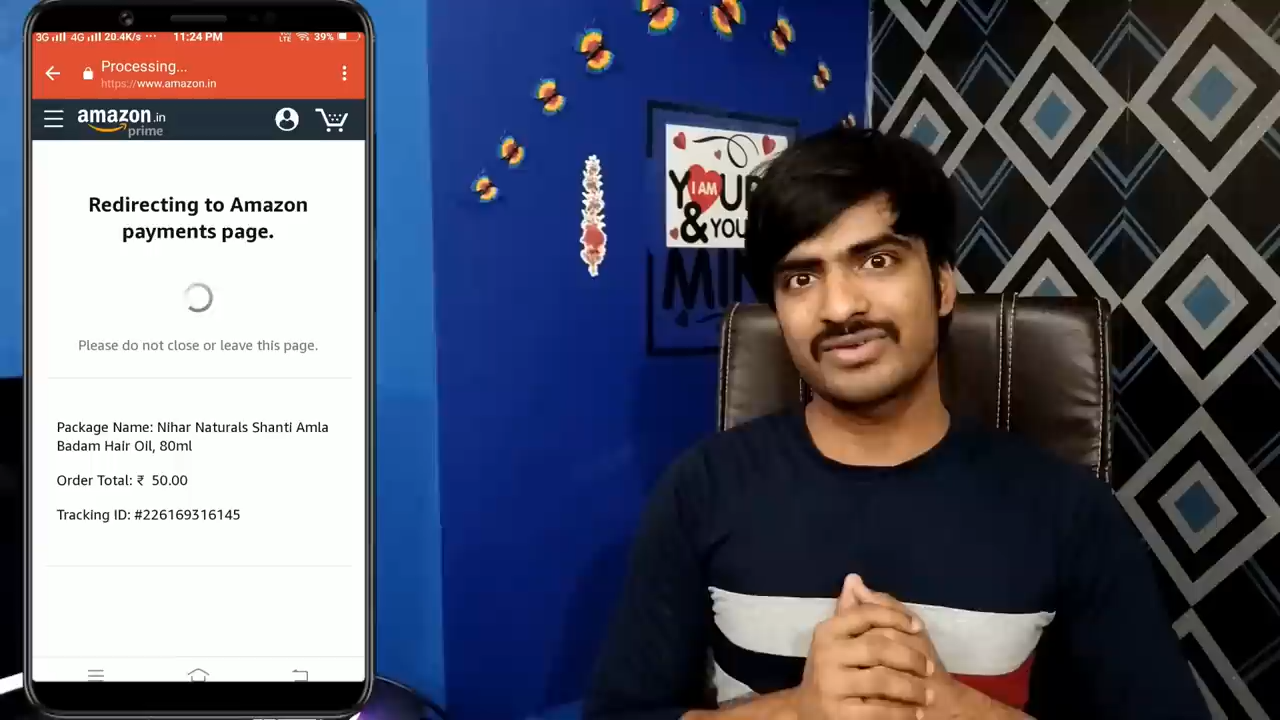 3G 4G 20.4K/s ... 11:24 PM VoLTE 39%
Processing...
https://www.amazon.in
amazon.in
prime
Redirecting to Amazon
payments page.
Please do not close or leave this page.
Package Name: Nihar Naturals Shanti Amla
Badam Hair Oil, 80ml
Order Total: ₹ 50.00
Tracking ID: #226169316145
I AM
YOUR
& YOU